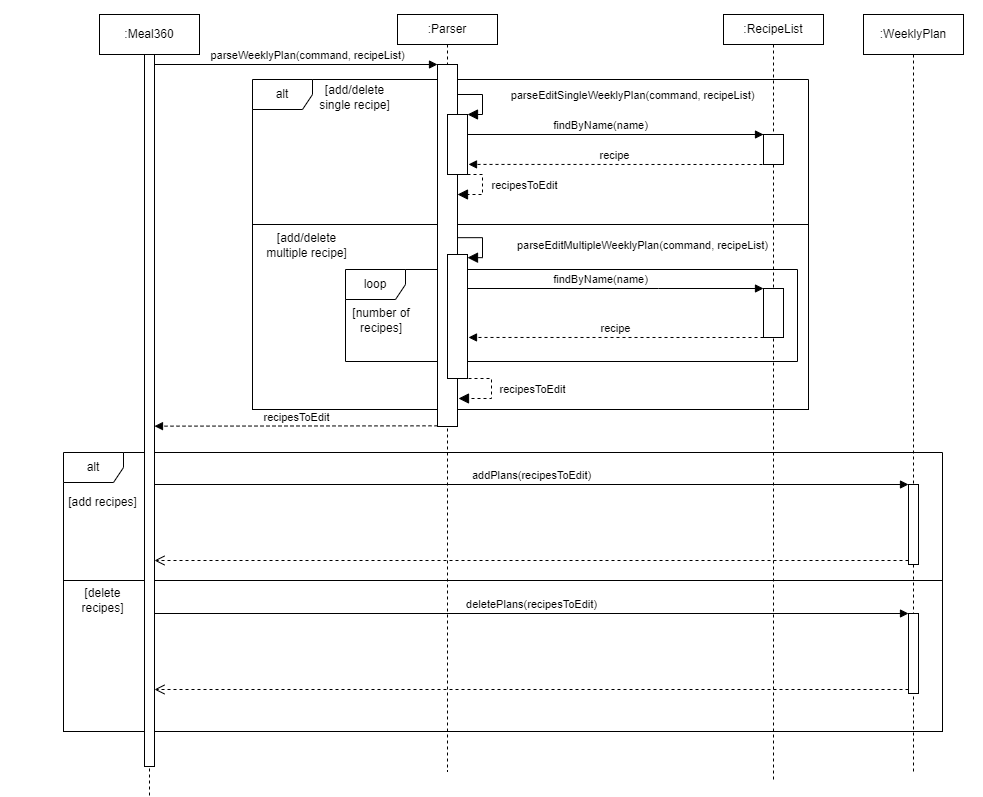 :Meal360
:Parser
:RecipeList
:WeeklyPlan
parseWeeklyPlan(command, recipeList)
alt
[add/delete
single recipe]
parseEditSingleWeeklyPlan(command, recipeList)
findByName(name)
recipe
recipesToEdit
[add/delete
multiple recipe]
parseEditMultipleWeeklyPlan(command, recipeList)
loop
[number of
recipes]
findByName(name)
recipe
recipesToEdit
recipesToEdit
alt
[add recipes]
addPlans(recipesToEdit)
[delete
recipes]
deletePlans(recipesToEdit)